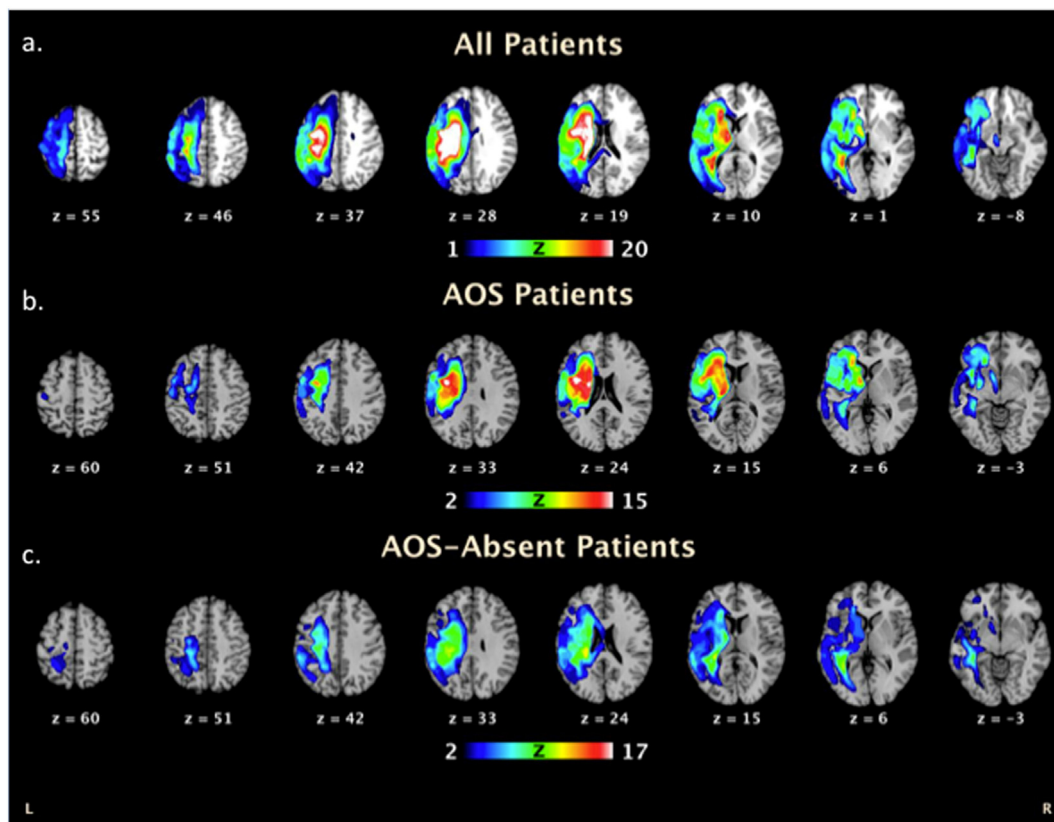 a.
All Patients
z = 55 z = 46 z = 37 z = 28 z = 19 z = 10 z = 1 z = -8
1 Z 20
b.
AOS Patients
z = 60 z = 51 z = 42 z = 33 z = 24 z = 15 z = 6 z = -3
2 Z 15
c.
AOS-Absent Patients
z = 60 z = 51 z = 42 z = 33 z = 24 z = 15 z = 6 z = -3
2 Z 17
L R